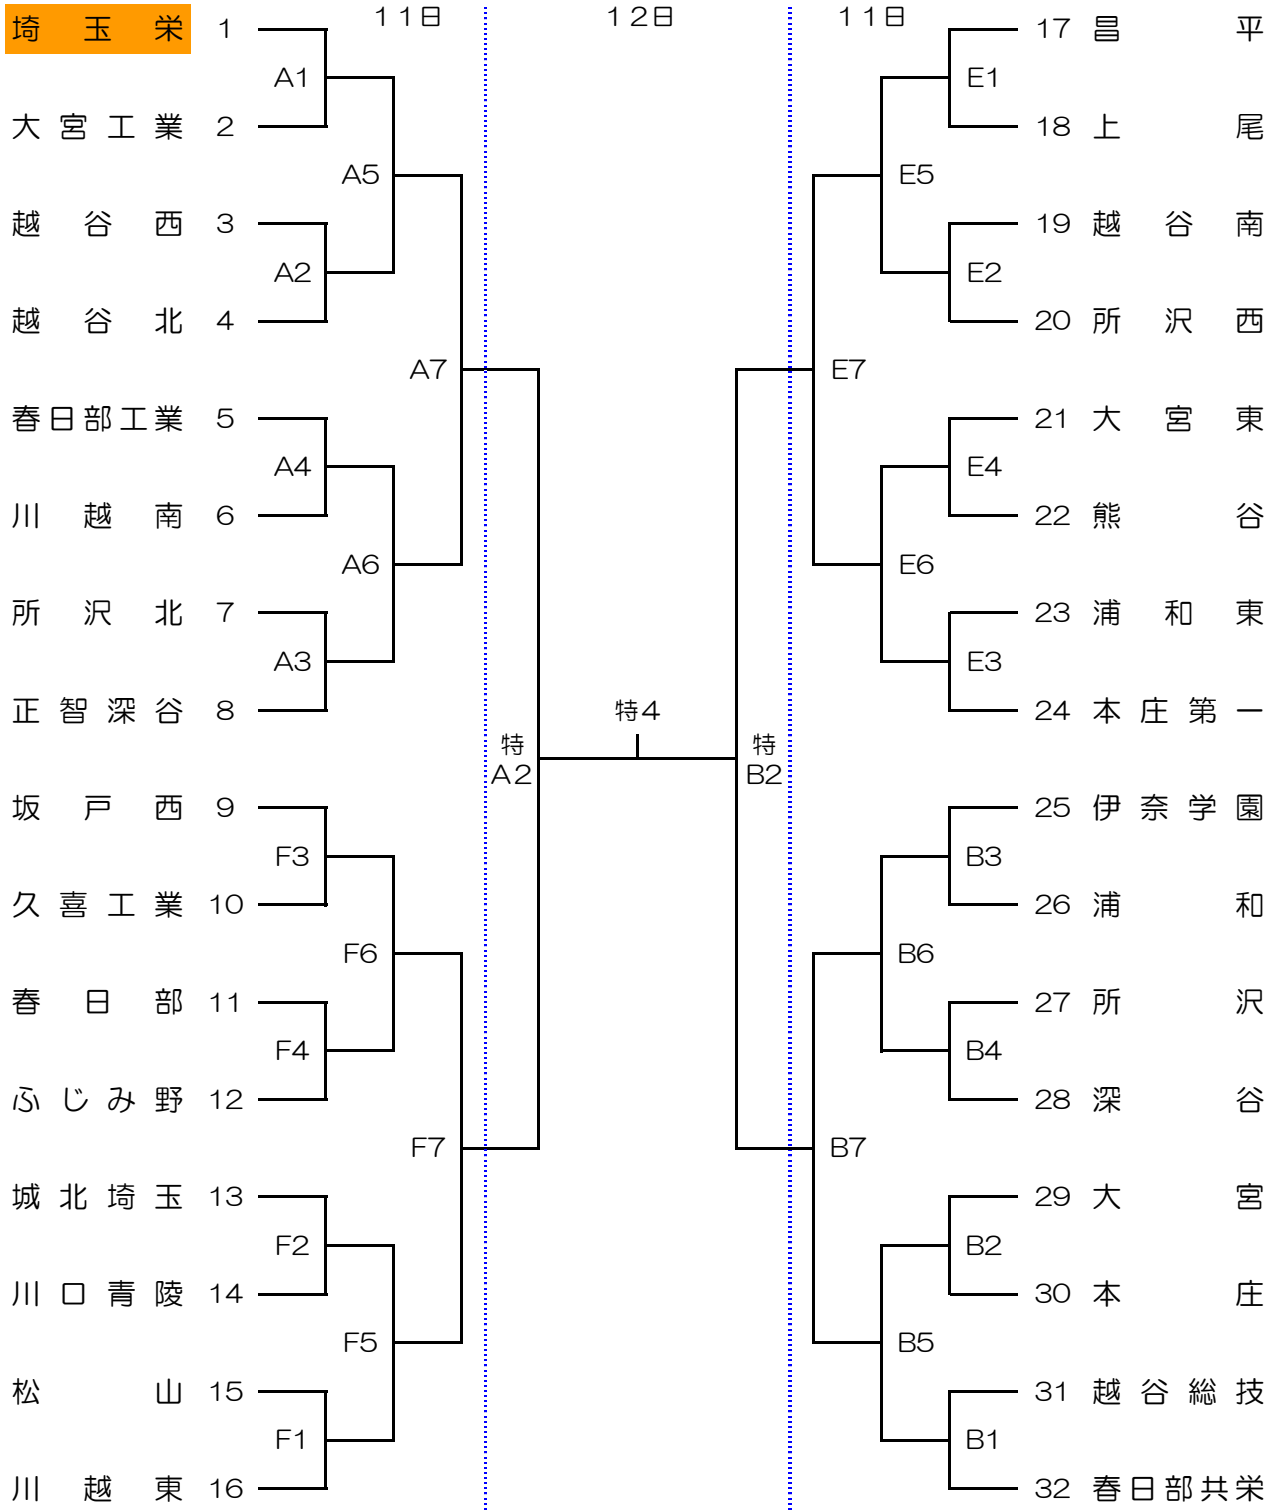 11日 12日 11日
埼玉栄 1
A1
大宮工業 2
A5
越谷西 3
A2
越谷北 4
A7
春日部工業 5
A4
川越南 6
A6
所沢北 7
A3
正智深谷 8
特
A2
坂戸西 9
F3
久喜工業 10
F6
春日部 11
F4
ふじみ野 12
F7
城北埼玉 13
F2
川口青陵 14
F5
松山 15
F1
川越東 16
特4
17 昌平
E1
18 上尾
E5
19 越谷南
E2
20 所沢西
E7
21 大宮東
E4
22 熊谷
E6
23 浦和東
E3
24 本庄第一
特
B2
25 伊奈学園
B3
26 浦和
B6
27 所沢
B4
28 深谷
B7
29 大宮
B2
30 本庄
B5
31 越谷総技
B1
32 春日部共栄